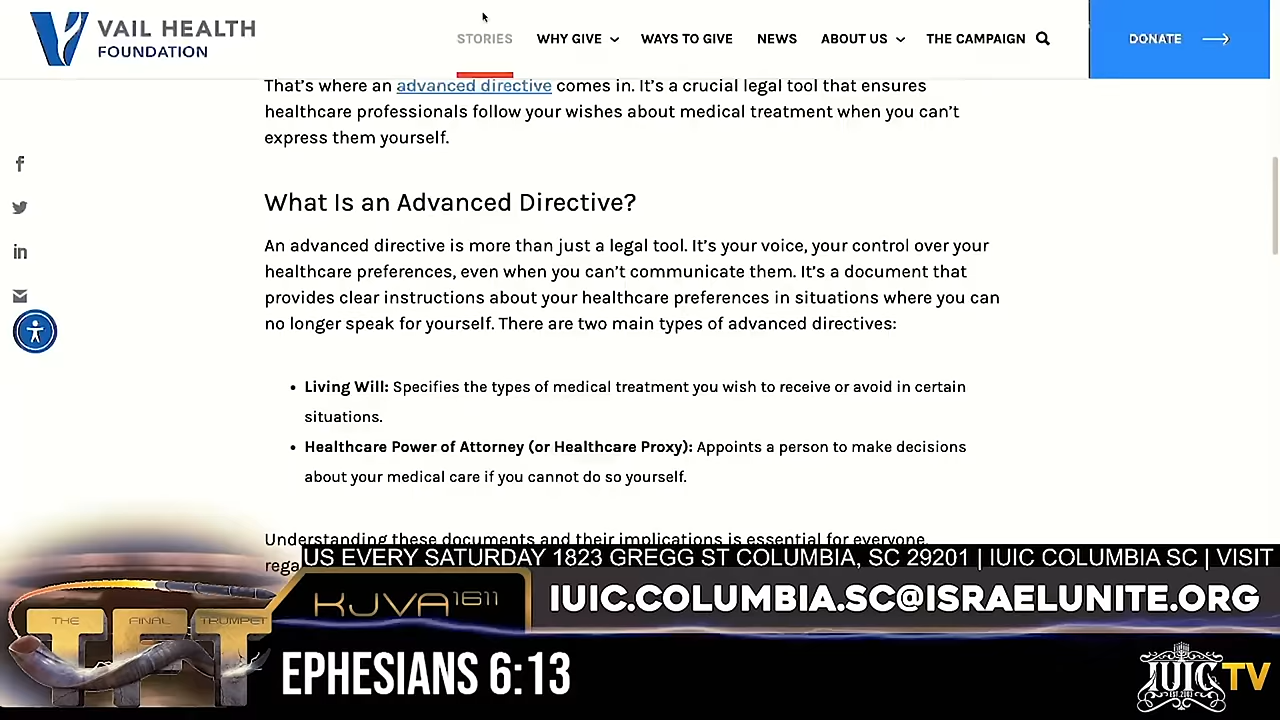 VAIL HEALTH
FOUNDATION
STORIES WHY GIVE WAYS TO GIVE NEWS ABOUT US THE CAMPAIGN DONATE
That’s where an advanced directive comes in. It’s a crucial legal tool that ensures
healthcare professionals follow your wishes about medical treatment when you can’t
express them yourself.
What Is an Advanced Directive?
An advanced directive is more than just a legal tool. It’s your voice, your control over your
healthcare preferences, even when you can’t communicate them. It’s a document that
provides clear instructions about your healthcare preferences in situations where you can
no longer speak for yourself. There are two main types of advanced directives:
• Living Will: Specifies the types of medical treatment you wish to receive or avoid in certain
situations.
• Healthcare Power of Attorney (or Healthcare Proxy): Appoints a person to make decisions
about your medical care if you cannot do so yourself.
Understanding these documents and their implications is essential for everyone,
US EVERY SATURDAY 1823 GREGG ST COLUMBIA, SC 29201 | IUIC COLUMBIA SC | VISIT
KJVA 1611
IUIC.COLUMBIA.SC@ISRAELUNITE.ORG
THE FINAL TRUMPET
TFT
EPHESIANS 6:13
IUIC TV
EST. 2003